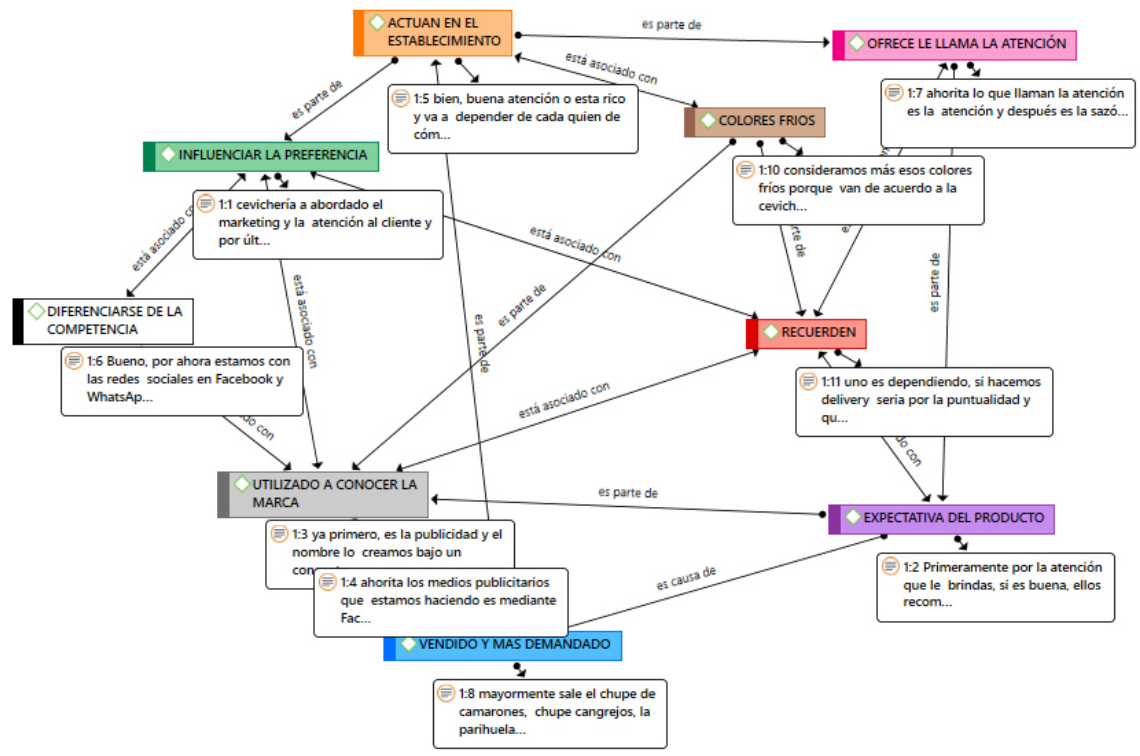 ACTUAN EN EL
ESTABLECIMIENTO
es parte de
OFRECE LE LLAMA LA ATENCIÓN
está asociado con
es parte de
1:5 bien, buena atención o esta rico
y va a depender de cada quien de
cóm...
1:7 ahorita lo que llaman la atención
es la atención y después es la sazó...
COLORES FRIOS
INFLUENCIAR LA PREFERENCIA
1:10 consideramos más esos colores
fríos porque van de acuerdo a la
cevich...
1:1 cevichería a abordado el
marketing y la atención al cliente y
por últ...
está asociado co
está asociado con
rte de
es parte de
está asociado con
es parte de
es parte de
DIFERENCIARSE DE LA
COMPETENCIA
RECUERDEN
1:6 Bueno, por ahora estamos con
las redes sociales en Facebook y
WhatsAp...
1:11 uno es dependiendo, si hacemos
delivery seria por la puntualidad y
qu...
está asociado con
do con
do con
UTILIZADO A CONOCER LA
MARCA
es parte de
EXPECTATIVA DEL PRODUCTO
1:3 ya primero, es la publicidad y el
nombre lo creamos bajo un
1:4 ahorita los medios publicitarios
que estamos haciendo es mediante
Fac...
es causa de
1:2 Primeramente por la atención
que le brindas, si es buena, ellos
recom...
VENDIDO Y MAS DEMANDADO
1:8 mayormente sale el chupe de
camarones, chupe cangrejos, la
parihuela...